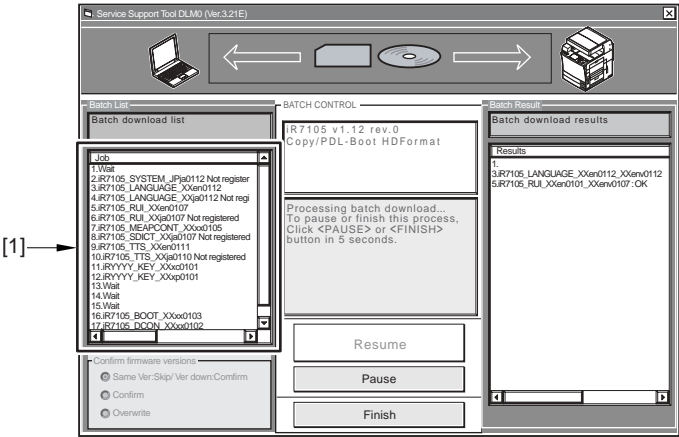 Service Support Tool DLM0 (Ver.3.21E)
Batch List
Batch download list
Job
1.Wait
2.iR7105_SYSTEM_JPja0112 Not register
3.iR7105_LANGUAGE_XXen0112
4.iR7105_LANGUAGE_XXja0112 Not regi
5.iR7105_RUI_XXen0107
6.iR7105_RUI_XXja0107 Not registered
7.iR7105_MEAPCONT_XXxx0105
8.iR7105_SDICT_XXja0107 Not registered
9.iR7105_TTS_XXen0111
10.iR7105_TTS_XXja0110 Not registered
11.iRYYYY_KEY_XXxc0101
12.iRYYYY_KEY_XXxp0101
13.Wait
14.Wait
15.Wait
16.iR7105_BOOT_XXxx0103
17.iR7105_DCON_XXxx0102
[1]
Confirm firmware versions
Same Ver:Skip/ Ver down:Comfirm
Confirm
Overwrite
BATCH CONTROL
iR7105 v1.12 rev.0
Copy/PDL-Boot HDFormat
Processing batch download...
To pause or finish this process,
Click <PAUSE> or <FINISH>
button in 5 seconds.
Resume
Pause
Finish
Batch Result
Batch download results
Results
1.
3.iR7105_LANGUAGE_XXen0112_XXenv0112
5.iR7105_RUI_XXen0101_XXenv0107:OK